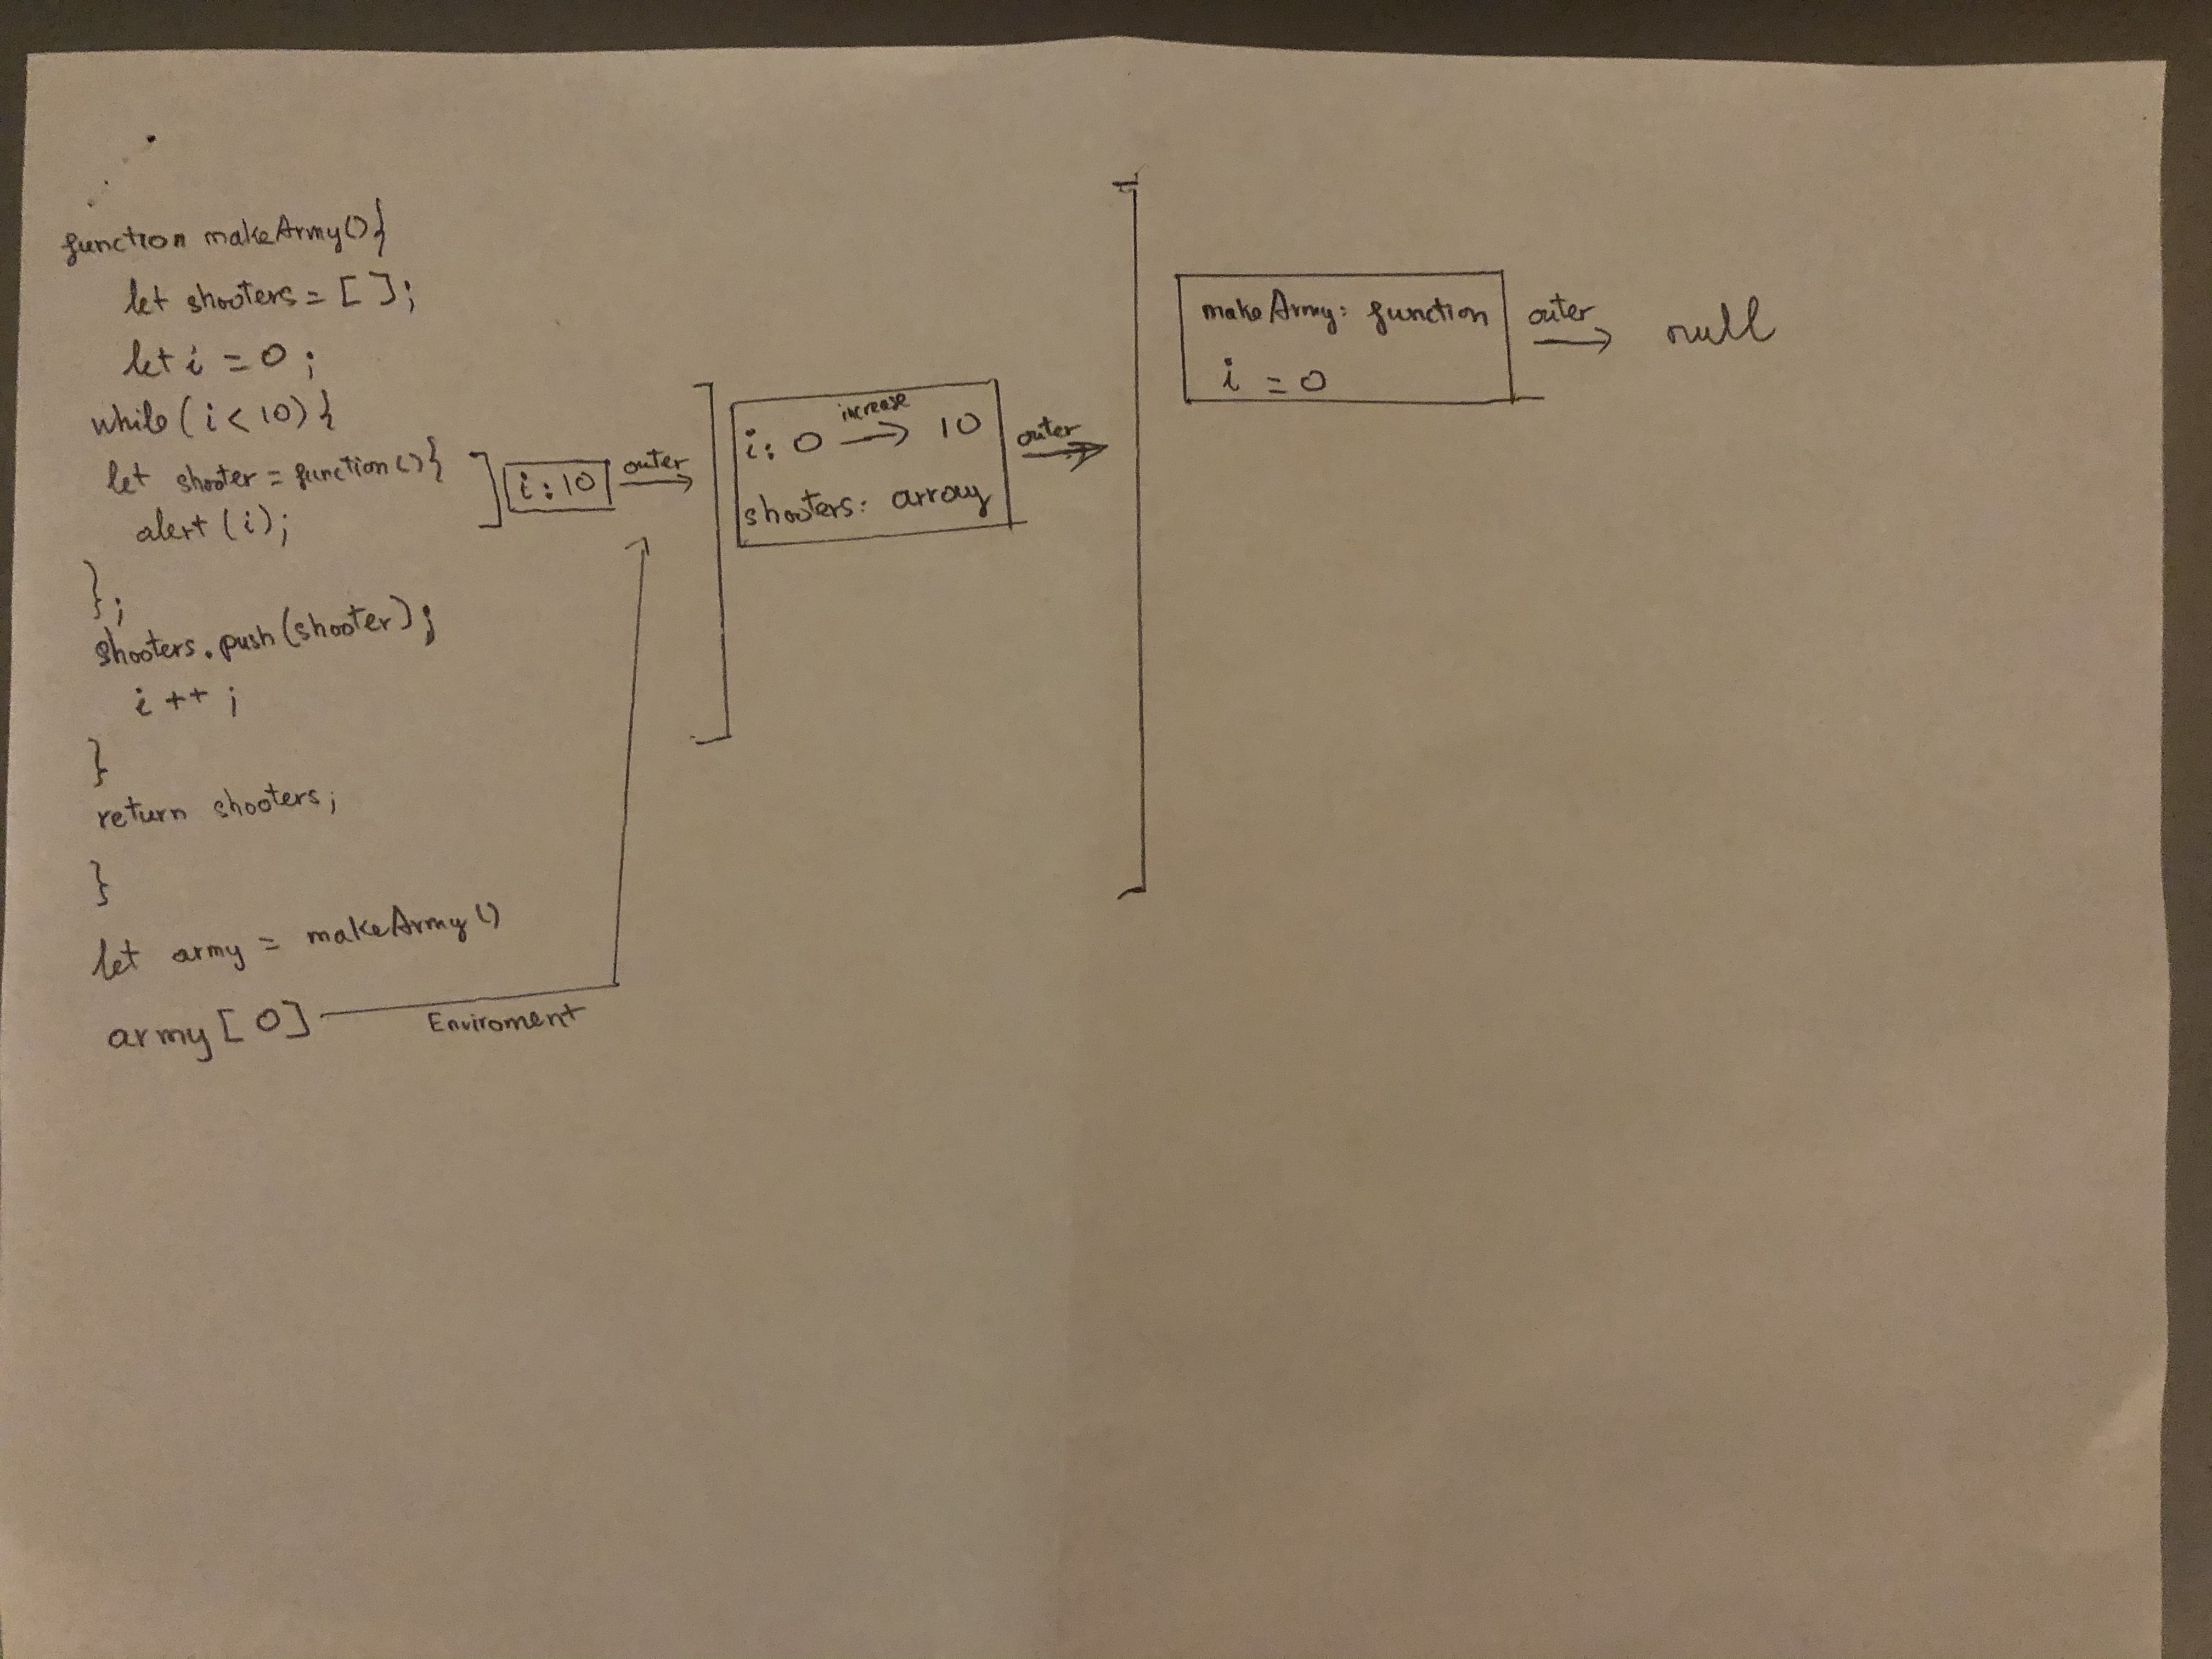 function makeArmy(){
let shooters = [ ];
let i = 0 ;
while ( i < 10) {
let shooter = function () {
alert (i);
};
shooters.push(shooter);
i ++ ;
}
return shooters;
}
let army = makeArmy ()
army [ 0 ]
Enviroment
i : 10
outer
i : 0 increase → 10
shooters: array
outer
makeArmy: function
i = 0
outer
null